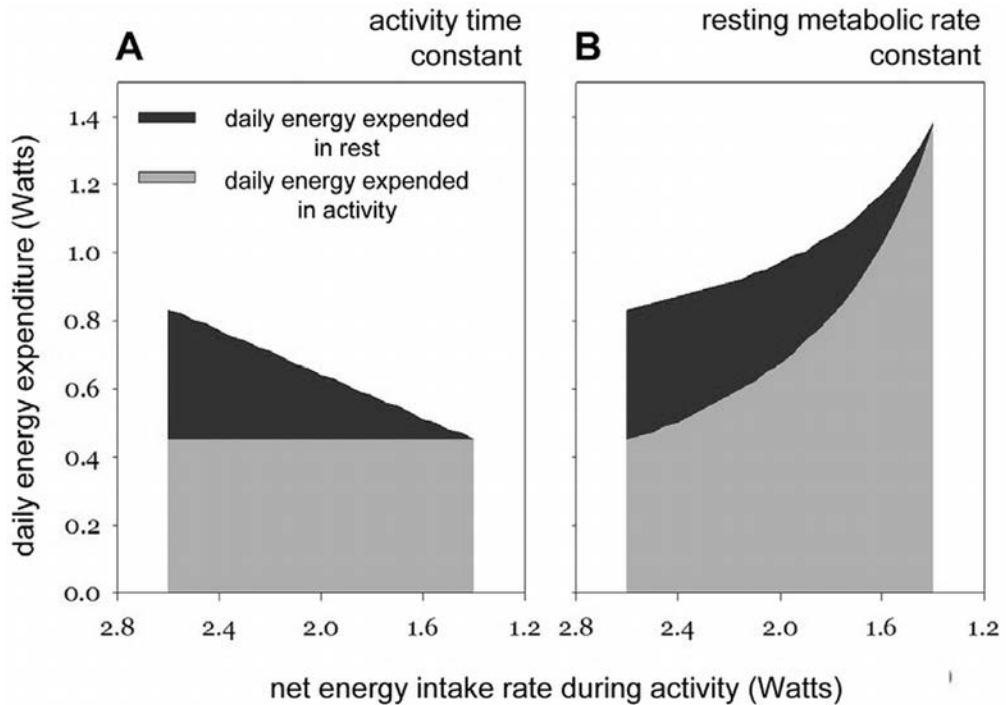 A
activity time
constant
B
resting metabolic rate
constant
daily energy expended
in rest
daily energy expended
in activity
daily energy expenditure (Watts)
1.4
1.2
1.0
0.8
0.6
0.4
0.2
0.0
2.8
2.4
2.0
1.6
1.2
2.8
2.4
2.0
1.6
1.2
net energy intake rate during activity (Watts)